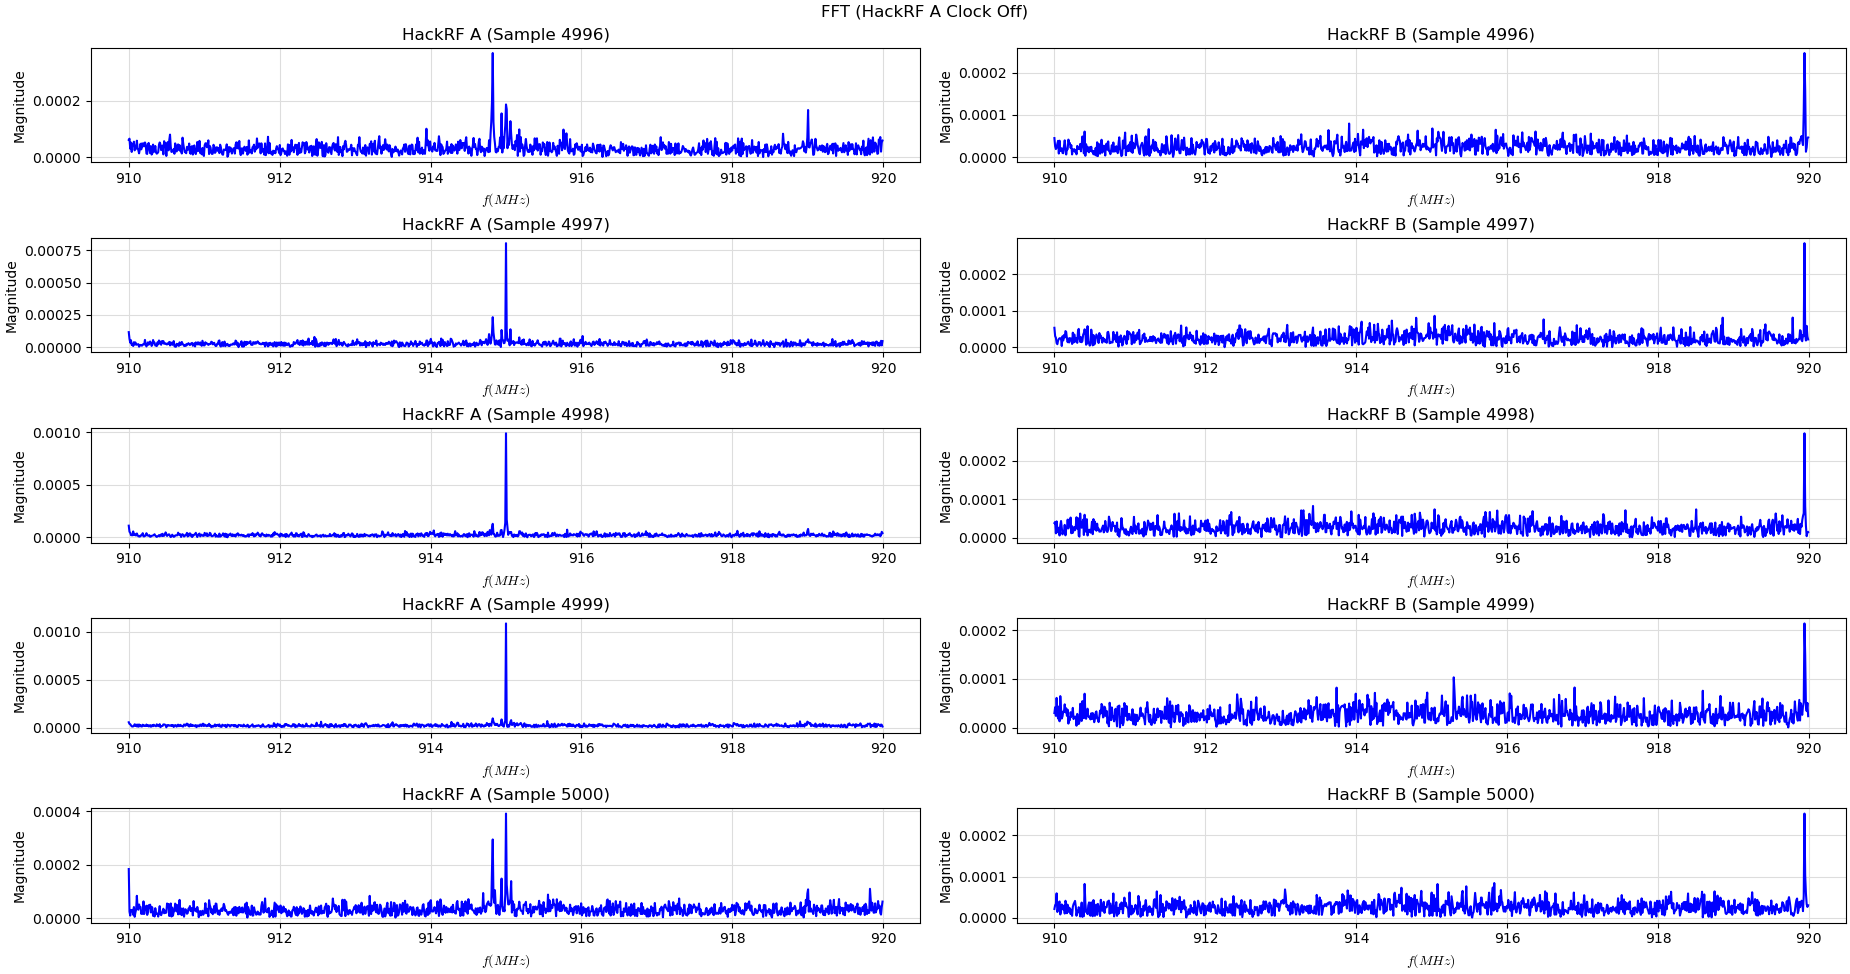 FFT (HackRF A Clock Off)
HackRF A (Sample 4996)
Magnitude
0.0002
0.0000
910 912 914 916 918 920
f(MHz)
HackRF B (Sample 4996)
Magnitude
0.0002
0.0001
0.0000
910 912 914 916 918 920
f(MHz)
HackRF A (Sample 4997)
Magnitude
0.00075
0.00050
0.00025
0.00000
910 912 914 916 918 920
f(MHz)
HackRF B (Sample 4997)
Magnitude
0.0002
0.0001
0.0000
910 912 914 916 918 920
f(MHz)
HackRF A (Sample 4998)
Magnitude
0.0010
0.0005
0.0000
910 912 914 916 918 920
f(MHz)
HackRF B (Sample 4998)
Magnitude
0.0002
0.0001
0.0000
910 912 914 916 918 920
f(MHz)
HackRF A (Sample 4999)
Magnitude
0.0010
0.0005
0.0000
910 912 914 916 918 920
f(MHz)
HackRF B (Sample 4999)
Magnitude
0.0002
0.0001
0.0000
910 912 914 916 918 920
f(MHz)
HackRF A (Sample 5000)
Magnitude
0.0004
0.0002
0.0000
910 912 914 916 918 920
f(MHz)
HackRF B (Sample 5000)
Magnitude
0.0002
0.0001
0.0000
910 912 914 916 918 920
f(MHz)